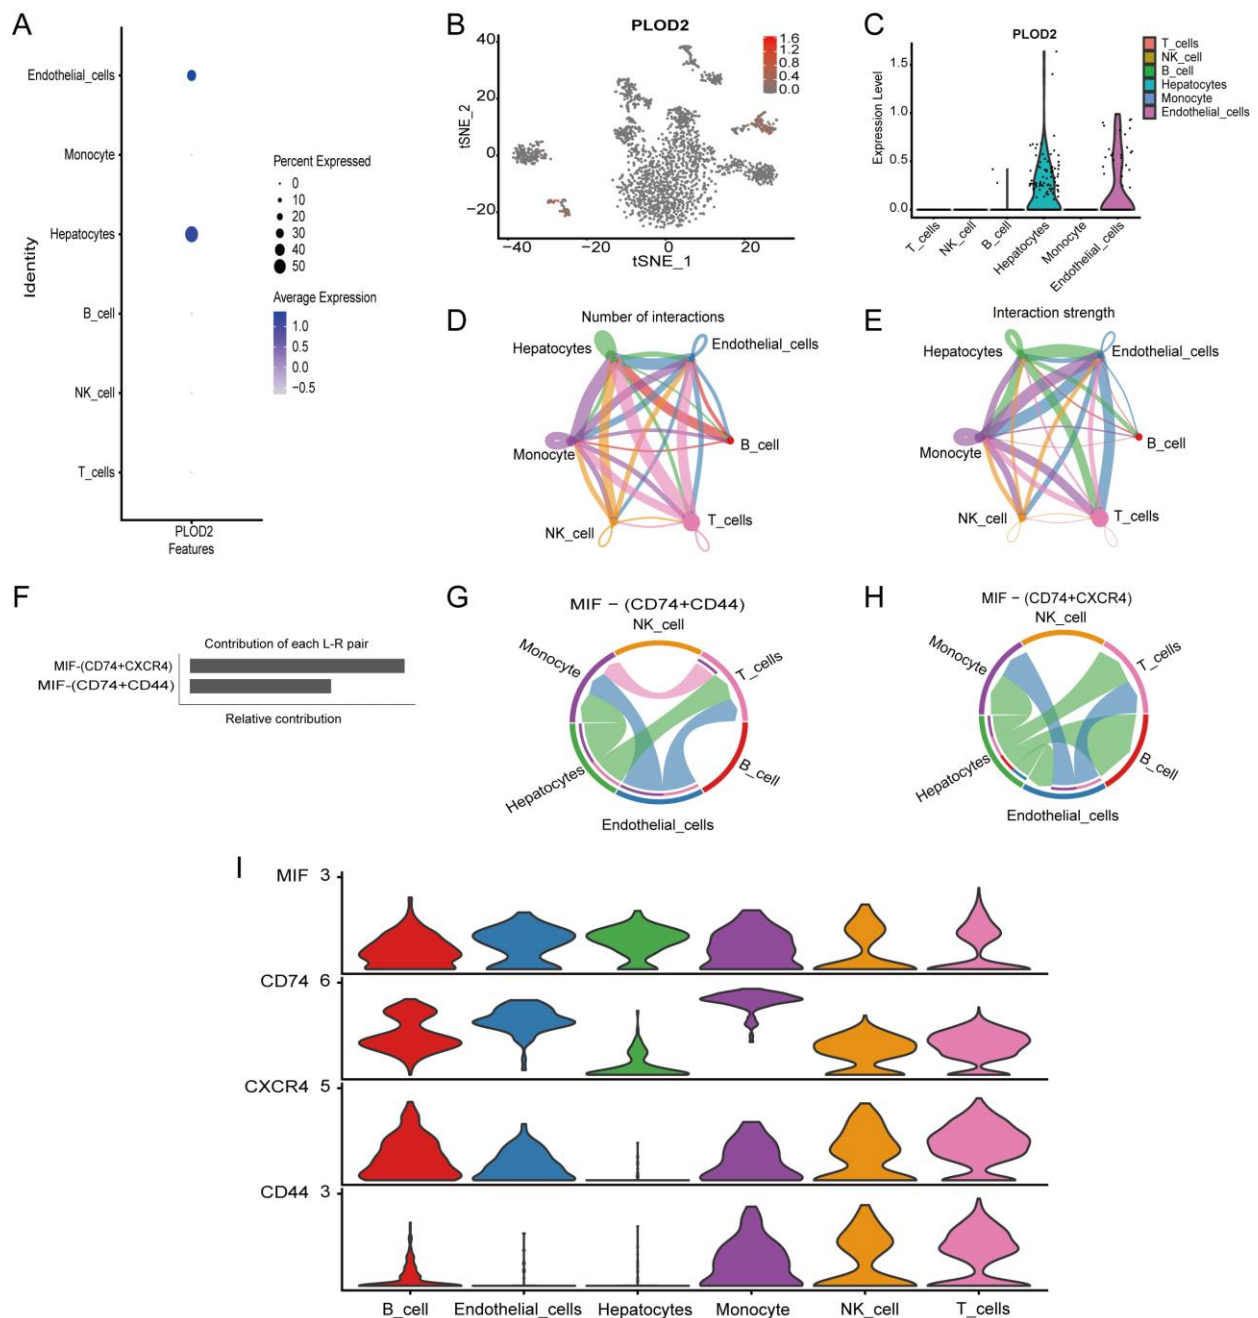 A
Endothelial_cells
Monocyte
Hepatocytes
B_cell
NK_cell
T_cells
Identity
PLOD2
Features
Percent Expressed
0
10
20
30
40
50
Average Expression
1.0
0.5
0.0
−0.5
B
PLOD2
1.6
1.2
0.8
0.4
0.0
tSNE_2
40
20
0
−20
−40 −20 0 20
tSNE_1
C
PLOD2
Expression Level
1.5
1.0
0.5
0.0
T_cells
NK_cell
B_cell
Hepatocytes
Monocyte
Endothelial_cells
T_cells
NK_cell
B_cell
Hepatocytes
Monocyte
Endothelial_cells
D
Number of interactions
Hepatocytes
Endothelial_cells
Monocyte
B_cell
NK_cell
T_cells
E
Interaction strength
Hepatocytes
Endothelial_cells
Monocyte
B_cell
NK_cell
T_cells
F
Contribution of each L-R pair
MIF-(CD74+CXCR4)
MIF-(CD74+CD44)
Relative contribution
G
MIF − (CD74+CD44)
NK_cell
Monocyte
T_cells
Hepatocytes
B_cell
Endothelial_cells
H
MIF − (CD74+CXCR4)
NK_cell
Monocyte
T_cells
Hepatocytes
B_cell
Endothelial_cells
I
MIF 3
CD74 6
CXCR4 5
CD44 3
B_cell Endothelial_cells Hepatocytes Monocyte NK_cell T_cells